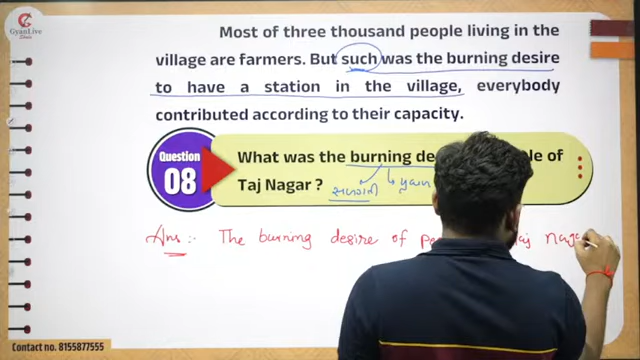 GyanLive
Most of three thousand people living in the
village are farmers. But such was the burning desire
to have a station in the village, everybody
contributed according to their capacity.
Question
08
What was the burning de le of
Taj Nagar ?
સળગતી
Ans :- The burning desire of pe aj naga
Contact no. 8155877555